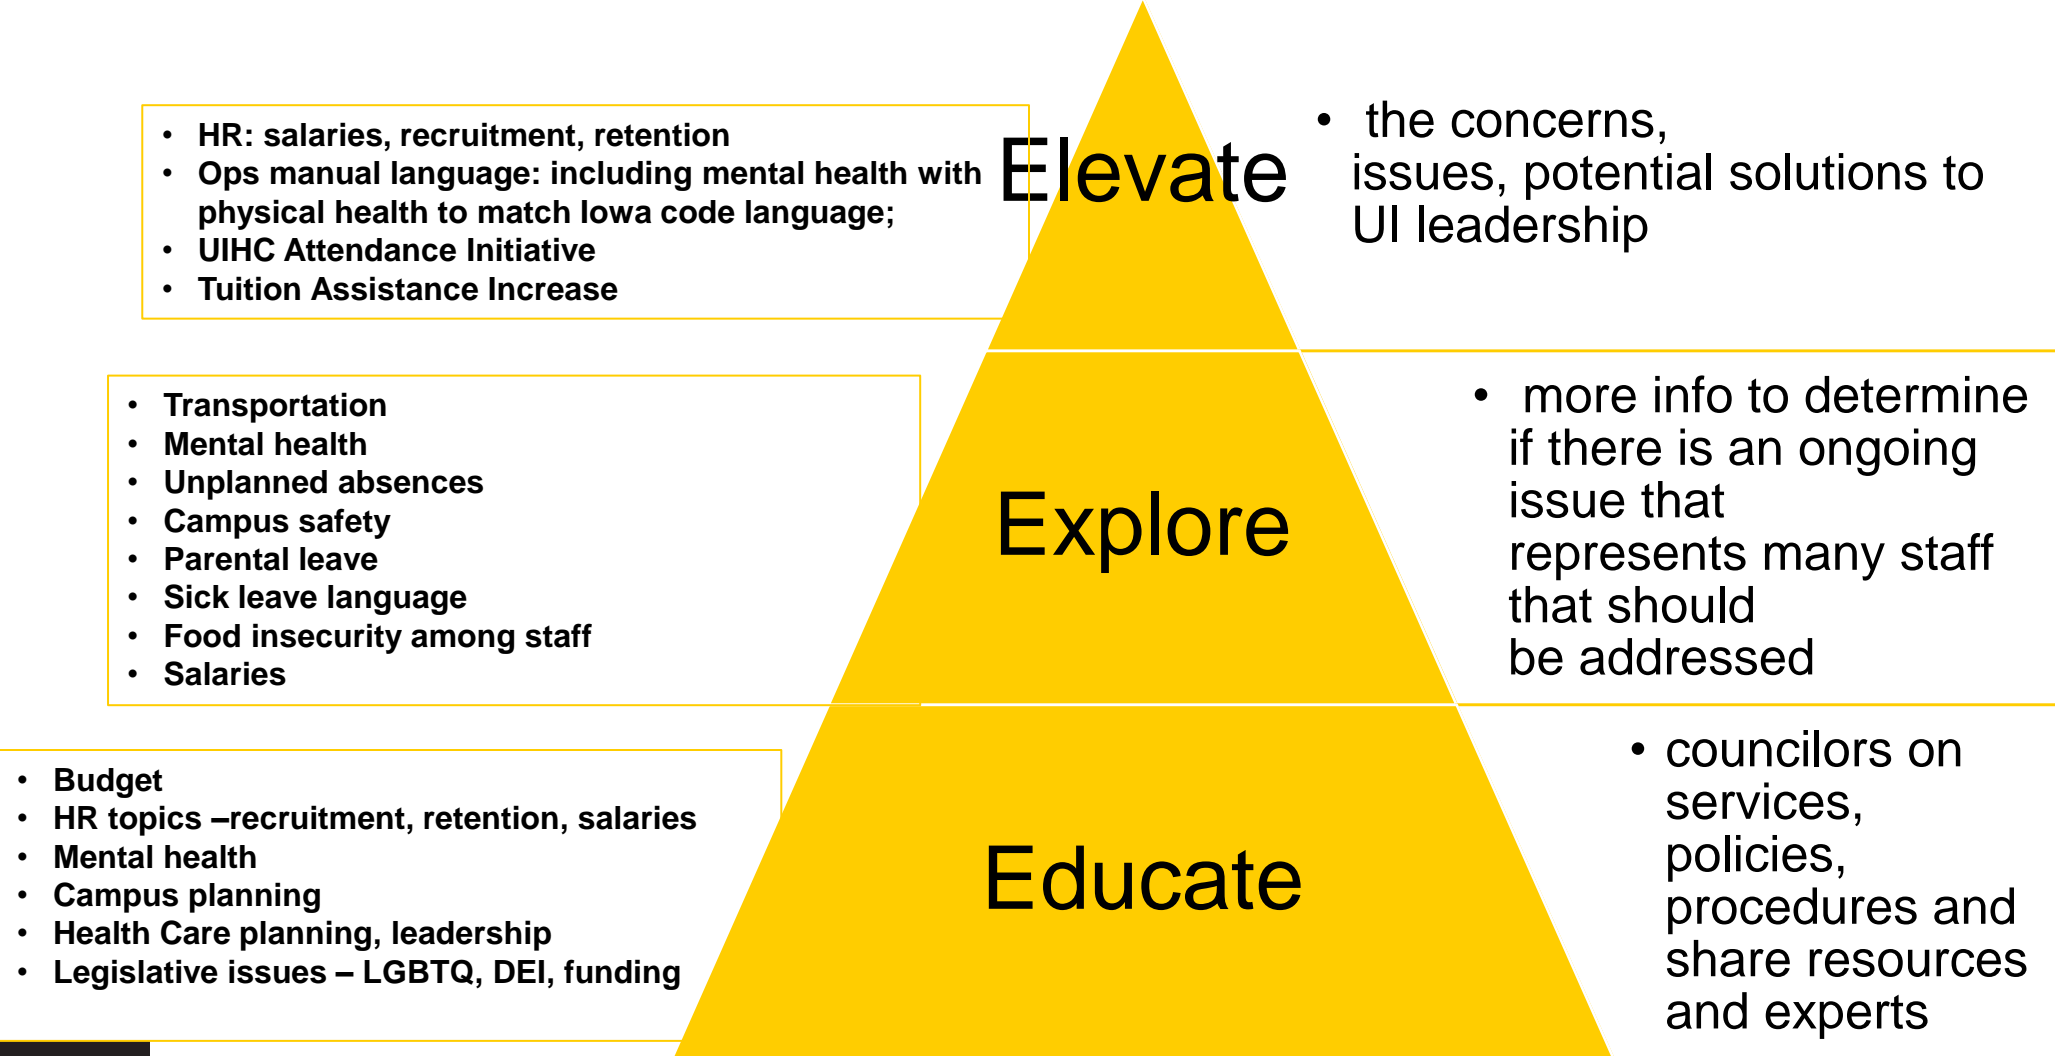 • HR: salaries, recruitment, retention
• Ops manual language: including mental health with
physical health to match Iowa code language;
• UIHC Attendance Initiative
• Tuition Assistance Increase
Elevate
• the concerns,
issues, potential solutions to
UI leadership
• Transportation
• Mental health
• Unplanned absences
• Campus safety
• Parental leave
• Sick leave language
• Food insecurity among staff
• Salaries
Explore
• more info to determine
if there is an ongoing
issue that
represents many staff
that should
be addressed
• Budget
• HR topics –recruitment, retention, salaries
• Mental health
• Campus planning
• Health Care planning, leadership
• Legislative issues – LGBTQ, DEI, funding
Educate
• councilors on
services,
policies,
procedures and
share resources
and experts